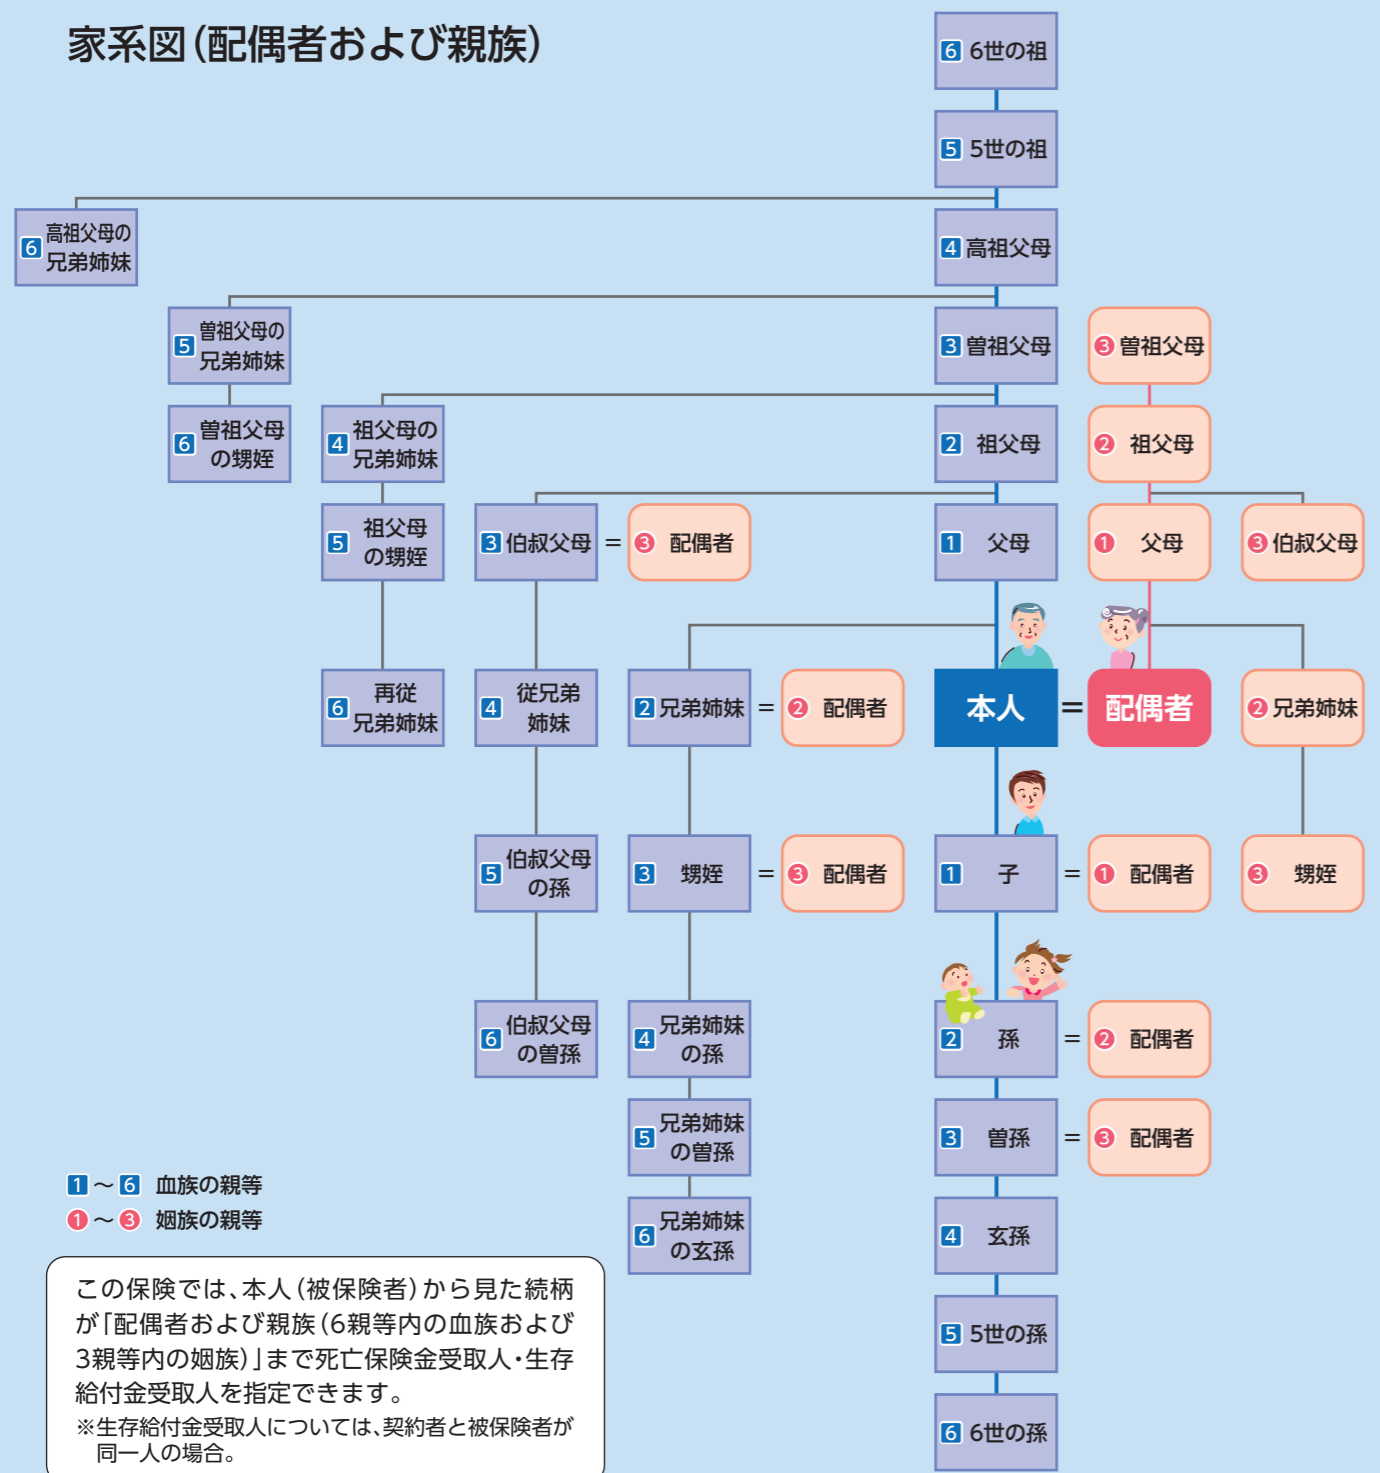 家系図（配偶者および親族）
6 6世の祖
5 5世の祖
6 高祖父母の
兄弟姉妹
4 高祖父母
5 曽祖父母の
兄弟姉妹
3 曽祖父母
3 曽祖父母
6 曽祖父母
の甥姪
4 祖父母の
兄弟姉妹
2 祖父母
2 祖父母
5 祖父母
の甥姪
3 伯叔父母 = 3 配偶者
1 父母
1 父母
3 伯叔父母
6 再従
兄弟姉妹
4 従兄弟
姉妹
2 兄弟姉妹 = 2 配偶者
本人 = 配偶者
2 兄弟姉妹
5 伯叔父母
の孫
3 甥姪 = 3 配偶者
1 子 = 1 配偶者
3 甥姪
6 伯叔父母
の曽孫
4 兄弟姉妹
の孫
2 孫 = 2 配偶者
5 兄弟姉妹
の曽孫
3 曽孫 = 3 配偶者
6 兄弟姉妹
の玄孫
4 玄孫
5 5世の孫
6 6世の孫
1～6 血族の親等
1～3 姻族の親等
この保険では、本人（被保険者）から見た続柄
が「配偶者および親族（6親等内の血族および
3親等内の姻族）」まで死亡保険金受取人・生存
給付金受取人を指定できます。
※生存給付金受取人については、契約者と被保険者が
同一人の場合。